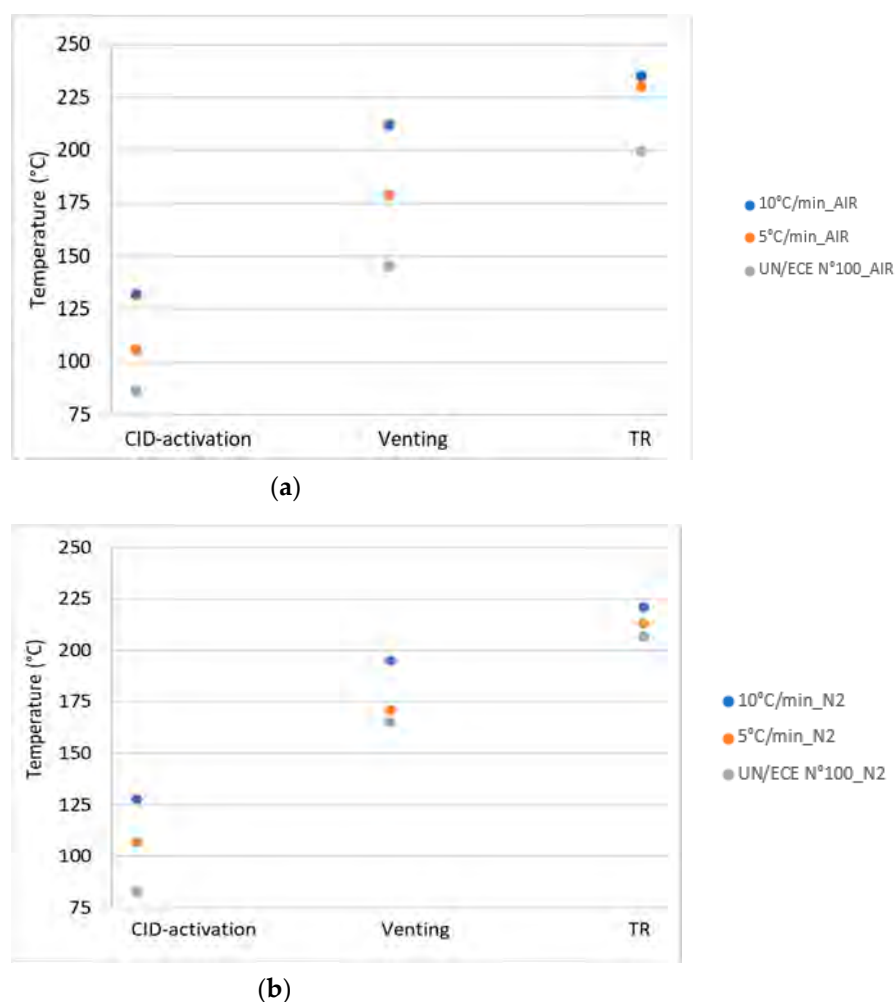 250
225
200
175
150
125
100
75
Temperature (°C)
CID-activation
Venting
TR
10°C/min_AIR
5°C/min_AIR
UN/ECE N°100_AIR
(a)
250
225
200
175
150
125
100
75
Temperature (°C)
CID-activation
Venting
TR
10°C/min_N2
5°C/min_N2
UN/ECE N°100_N2
(b)